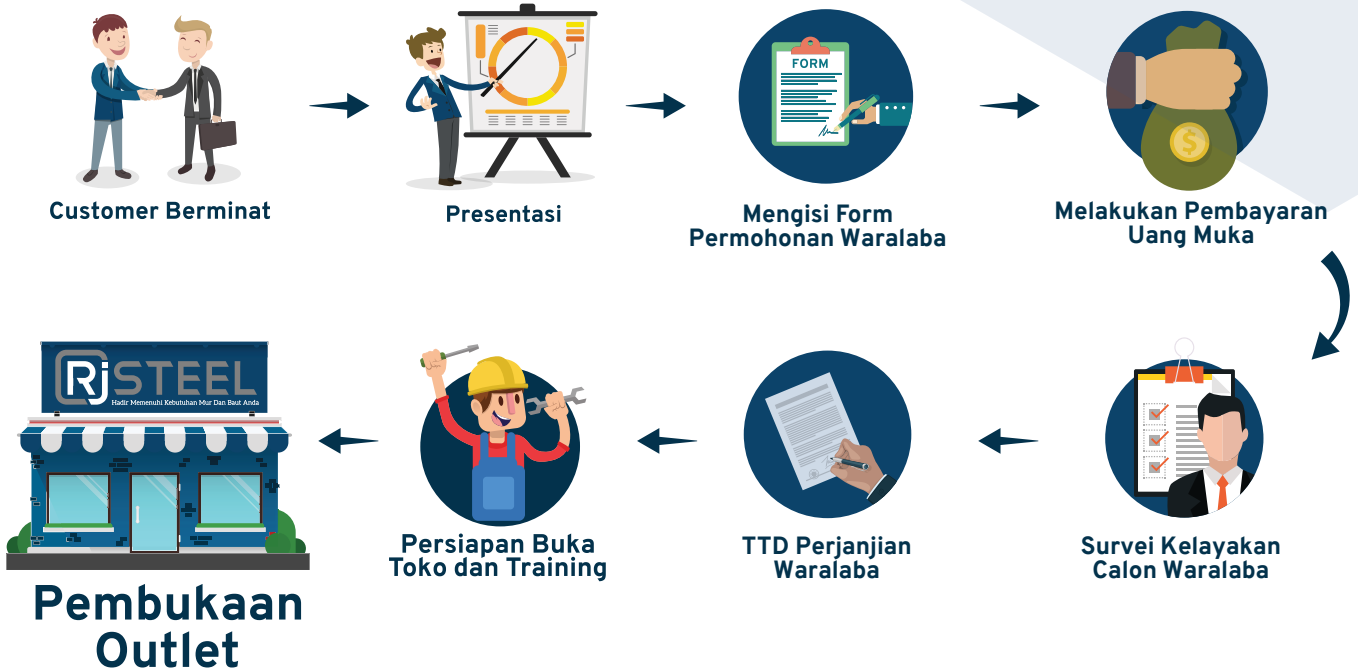 FORM
Customer Berminat
Presentasi
Mengisi Form
Permohonan Waralaba
Melakukan Pembayaran
Uang Muka
Survei Kelayakan
Calon Waralaba
TTD Perjanjian
Waralaba
Persiapan Buka
Toko dan Training
Rj STEEL
Hadir Memenuhi Kebutuhan Mur Dan Baut Anda
Pembukaan
Outlet